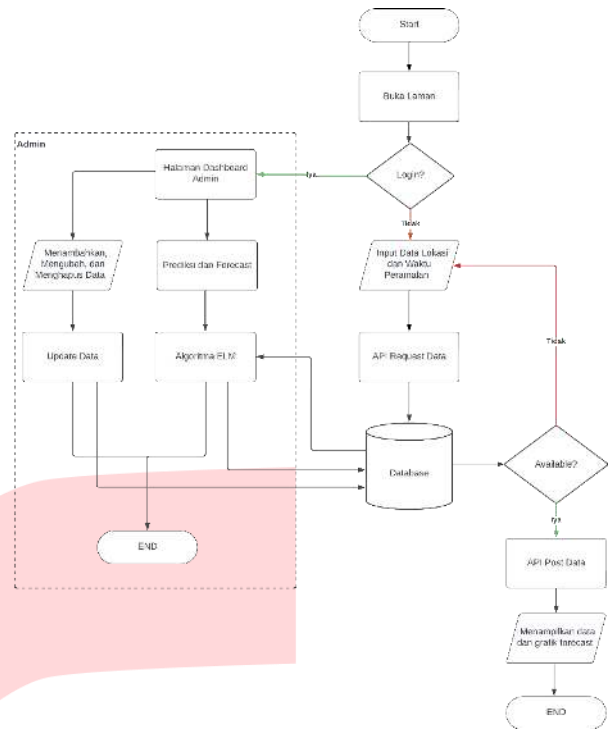 Start
Buka Laman
Login?
Iya
Tidak
Admin
Halaman Dashboard
Admin
Menambahkan,
Mengubah, dan
Menghapus Data
Prediksi dan Forecast
Input Data Lokasi
dan Waktu
Peramalan
Update Data
Algoritma ELM
API Request Data
Tidak
Database
Available?
Iya
END
API Post Data
Menampilkan data
dan grafik forecast
END